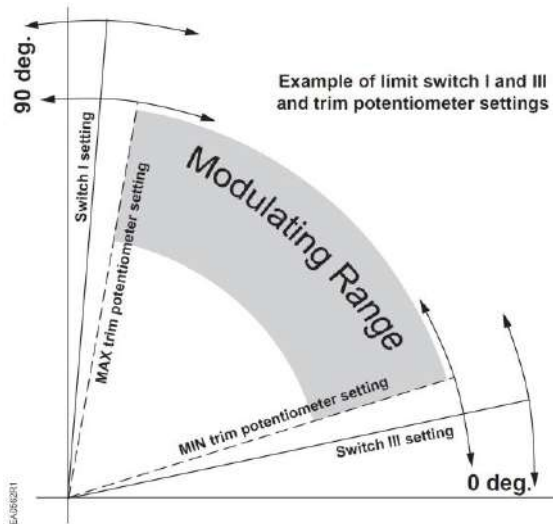 90 deg.
Example of limit switch I and III
and trim potentiometer settings
Switch I setting
MAX trim potentiometer setting
Modulating Range
MIN trim potentiometer setting
Switch III setting
0 deg.
EA0562R1